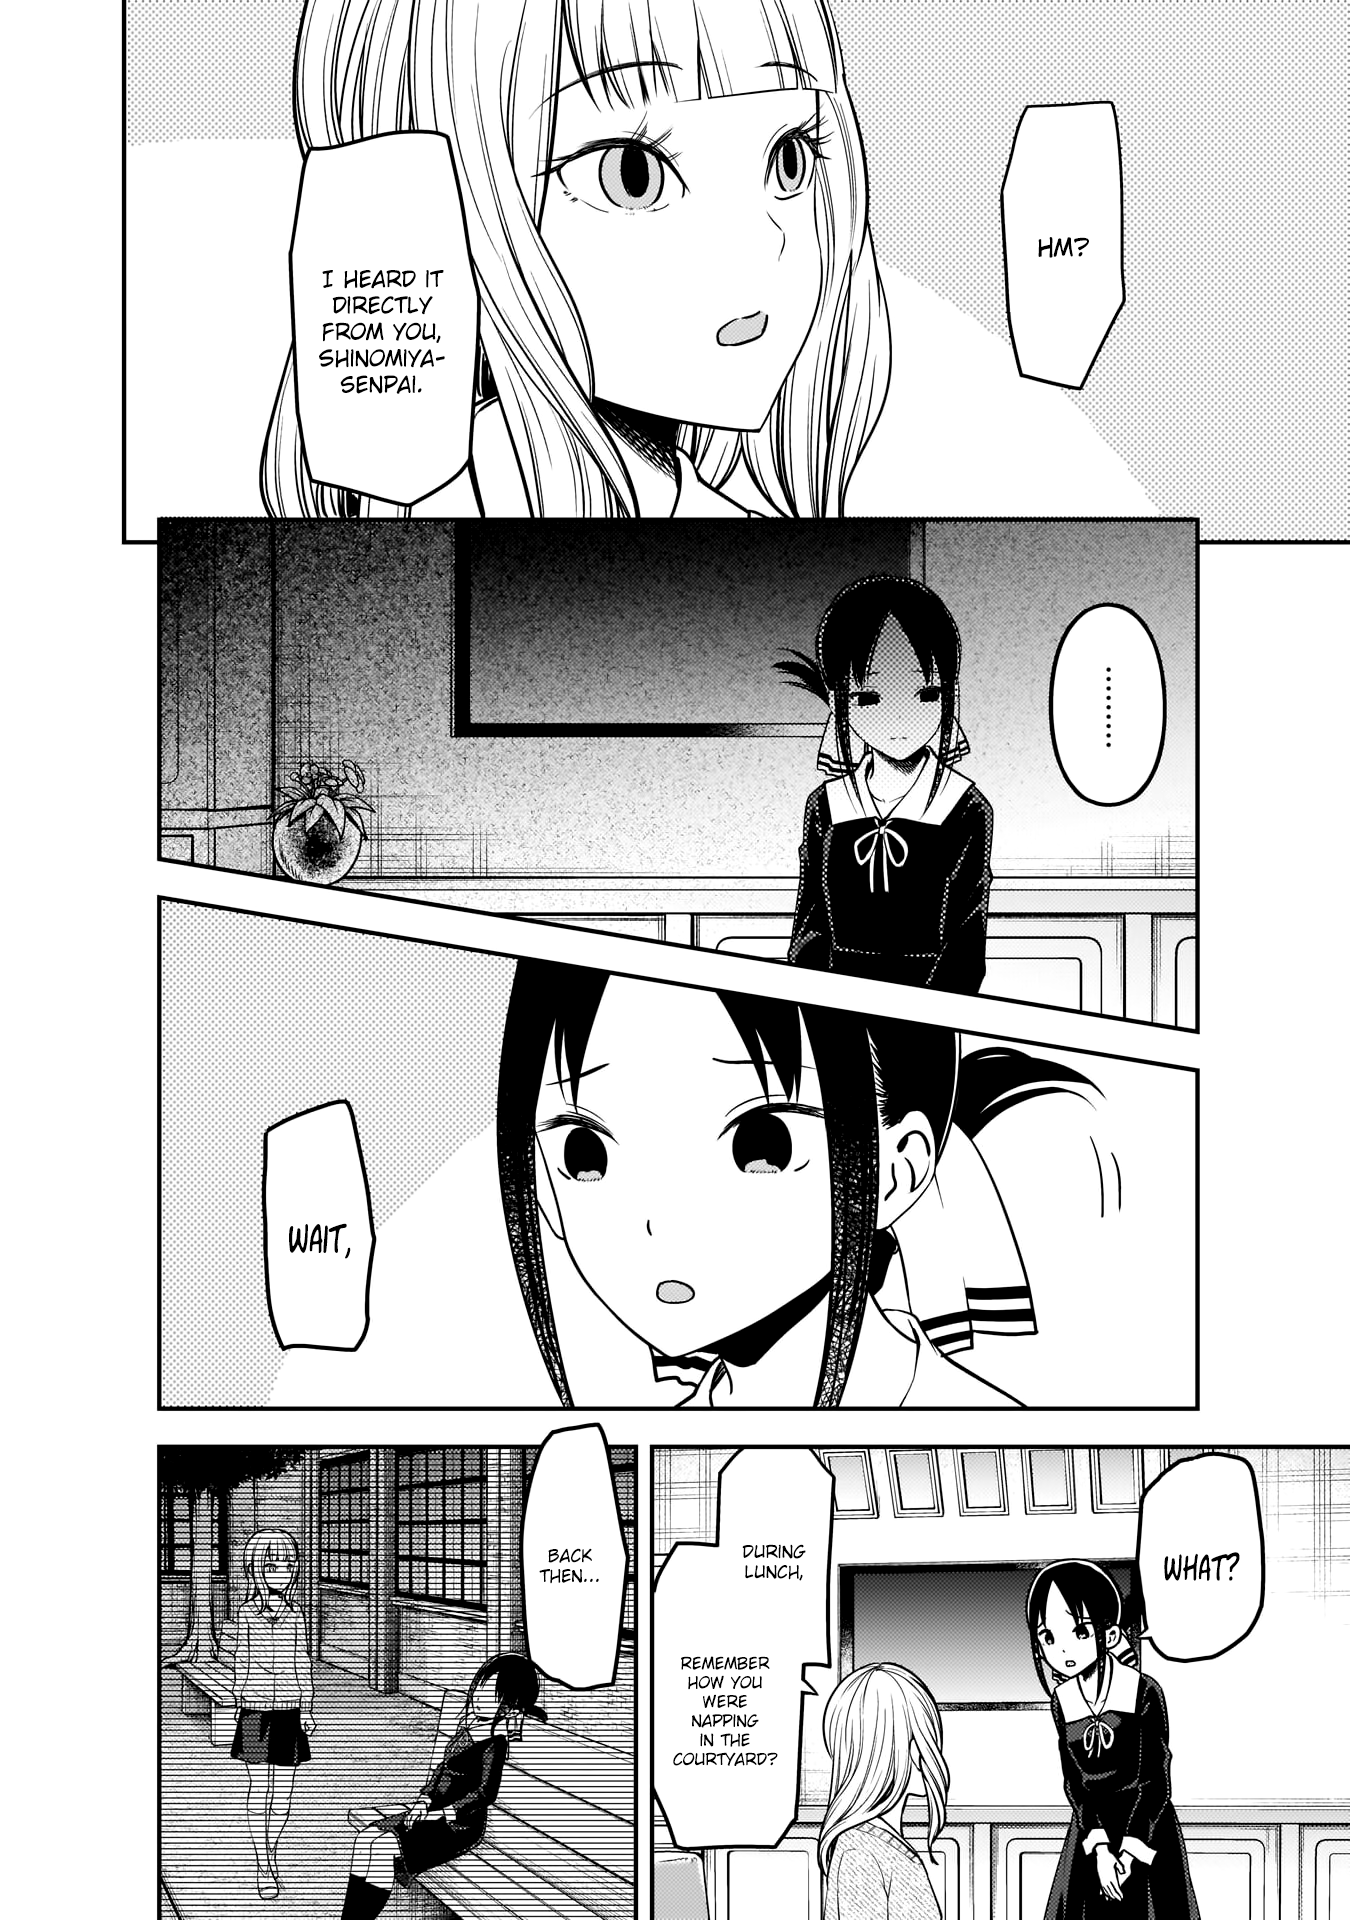 HM?
I HEARD IT
DIRECTLY
FROM YOU,
SHINOMIYA-
SENPAI.
.........
WAIT,
WHAT?
DURING
LUNCH,
REMEMBER
HOW YOU
WERE
NAPPING
IN THE
COURTYARD?
BACK
THEN...